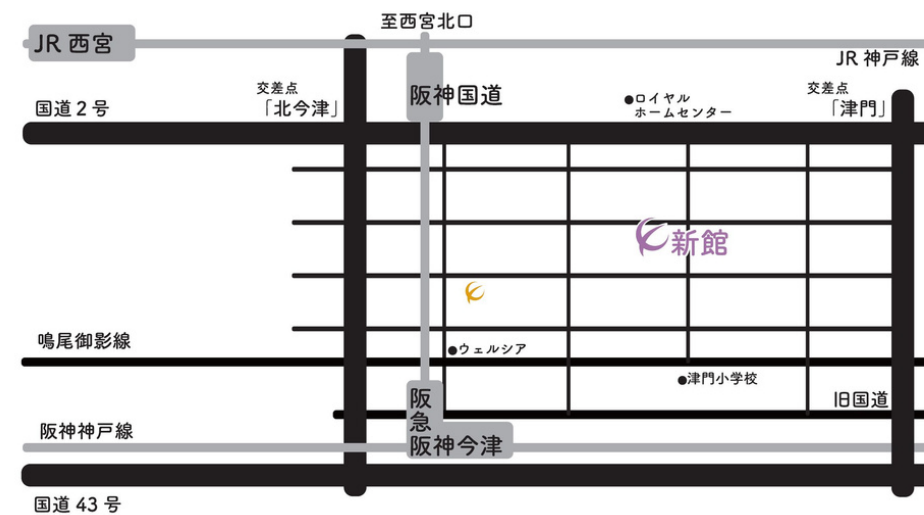 至西宮北口
JR 西宮
JR 神戸線
国道2号
交差点
「北今津」
阪神国道
●ロイヤル
ホームセンター
交差点
「津門」
新館
鳴尾御影線
●ウェルシア
●津門小学校
旧国道
阪急
阪神今津
阪神神戸線
国道 43 号